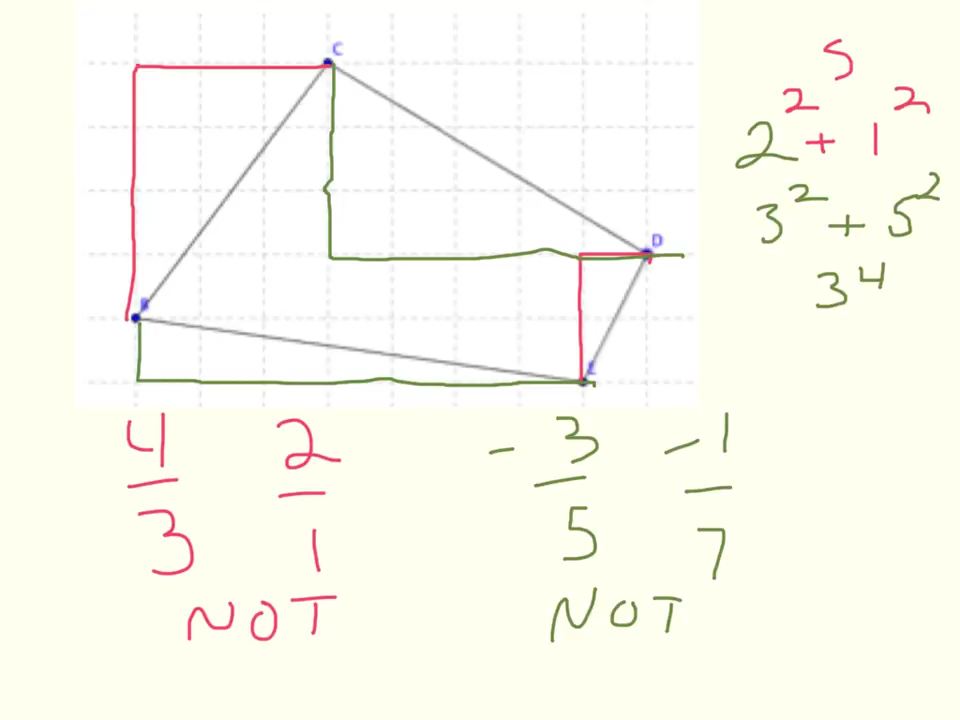 C
5
2² + 1²
3² + 5²
D
34
E
4/3 2/1 - 3/5 - 1/7
NOT NOT